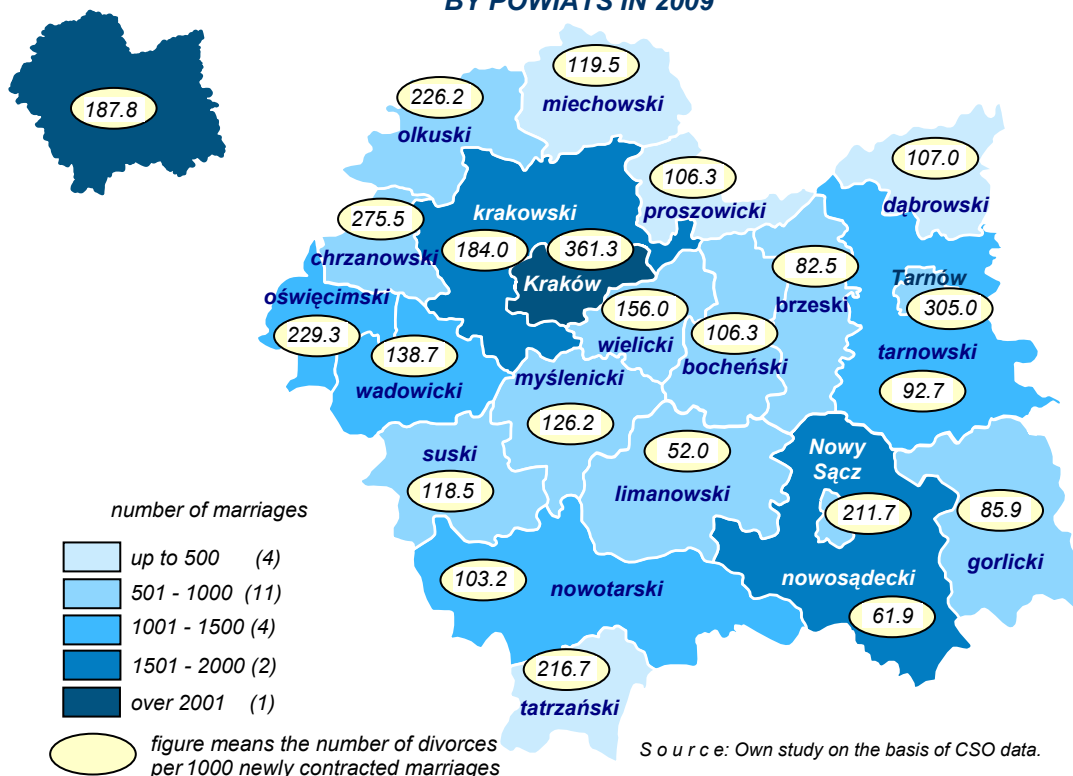 BY POWIATS IN 2009
187.8
119.5
miechowski
226.2
olkuski
107.0
dąbrowski
106.3
proszowicki
275.5
chrzanowski
krakowski
184.0
361.3
Kraków
82.5
brzeski
Tarnów
305.0
tarnowski
92.7
oświęcimski
229.3
138.7
wadowicki
156.0
wielicki
106.3
bocheński
myślenicki
126.2
suski
118.5
52.0
limanowski
Nowy
Sącz
211.7
85.9
gorlicki
103.2
nowotarski
nowosądecki
61.9
216.7
tatrzański
number of marriages
up to 500 (4)
501 - 1000 (11)
1001 - 1500 (4)
1501 - 2000 (2)
over 2001 (1)
figure means the number of divorces
per 1000 newly contracted marriages
S o u r c e: Own study on the basis of CSO data.